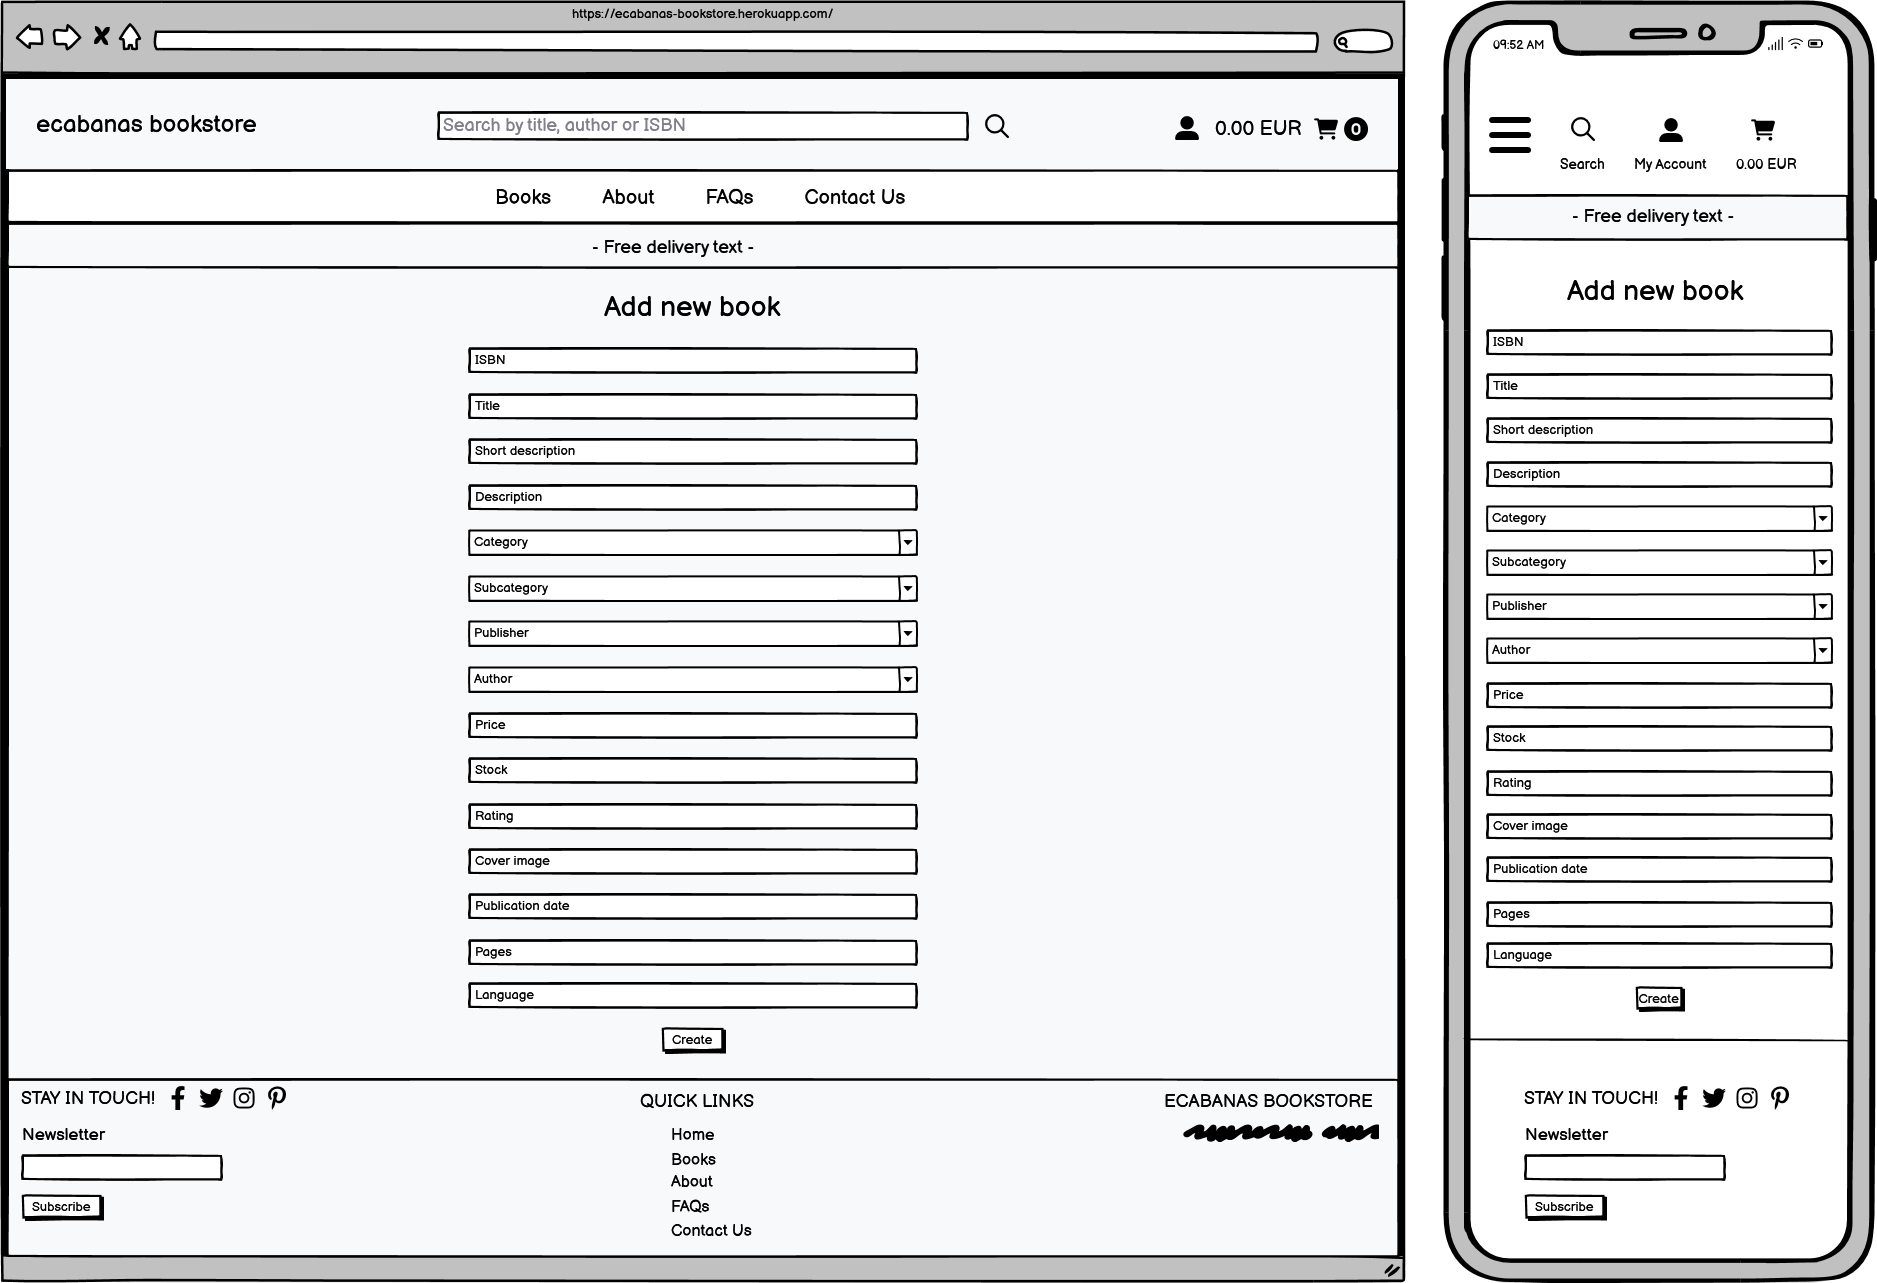 https://ecabanas-bookstore.herokuapp.com/
ecabanas bookstore
Search by title, author or ISBN
0.00 EUR
0
Books About FAQs Contact Us
- Free delivery text -
Add new book
ISBN
Title
Short description
Description
Category
Subcategory
Publisher
Author
Price
Stock
Rating
Cover image
Publication date
Pages
Language
Create
STAY IN TOUCH!
Newsletter
Subscribe
QUICK LINKS
Home
Books
About
FAQs
Contact Us
ECABANAS BOOKSTORE
09:52 AM
Search My Account 0.00 EUR
- Free delivery text -
Add new book
ISBN
Title
Short description
Description
Category
Subcategory
Publisher
Author
Price
Stock
Rating
Cover image
Publication date
Pages
Language
Create
STAY IN TOUCH!
Newsletter
Subscribe